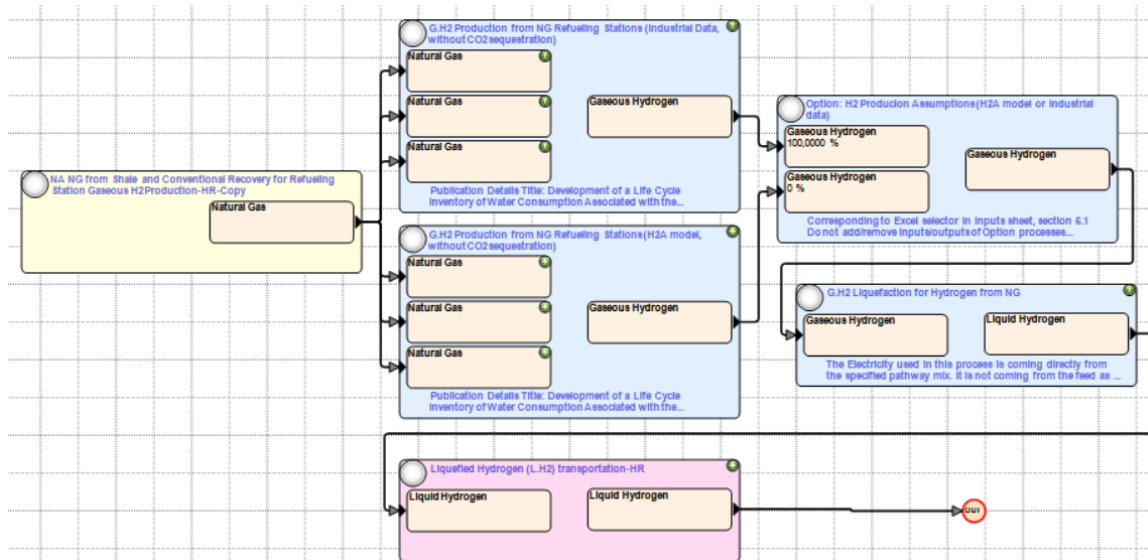 G.H2 Production from NG Refueling Stations (Industrial Data,
without CO2 sequestration)
Natural Gas
Natural Gas
Gaseous Hydrogen
Natural Gas
Publication Details Title: Development of a Life Cycle
Inventory of Water Consumption Associated with the...
Option: H2 Producion Assumptions (H2A model or Industrial
data)
Gaseous Hydrogen
100,0000 %
Gaseous Hydrogen
Gaseous Hydrogen
0 %
Corresponding to Excel selector in Inputs sheet, section 6.1
Do not add/remove inputs/outputs of Option processes...
NA NG from Shale and Conventional Recovery for Refueling
Station Gaseous H2Production-HR-Copy
Natural Gas
G.H2 Production from NG Refueling Stations (H2A model,
without CO2 sequestration)
Natural Gas
Natural Gas
Gaseous Hydrogen
Natural Gas
Publication Details Title: Development of a Life Cycle
Inventory of Water Consumption Associated with the...
G.H2 Liquefaction for Hydrogen from NG
Gaseous Hydrogen
Liquid Hydrogen
The Electricity used in this process is coming directly from
the specified pathway mix. It is not coming from the feed as ...
Liquefied Hydrogen (L.H2) transportation-HR
Liquid Hydrogen
Liquid Hydrogen
OUT